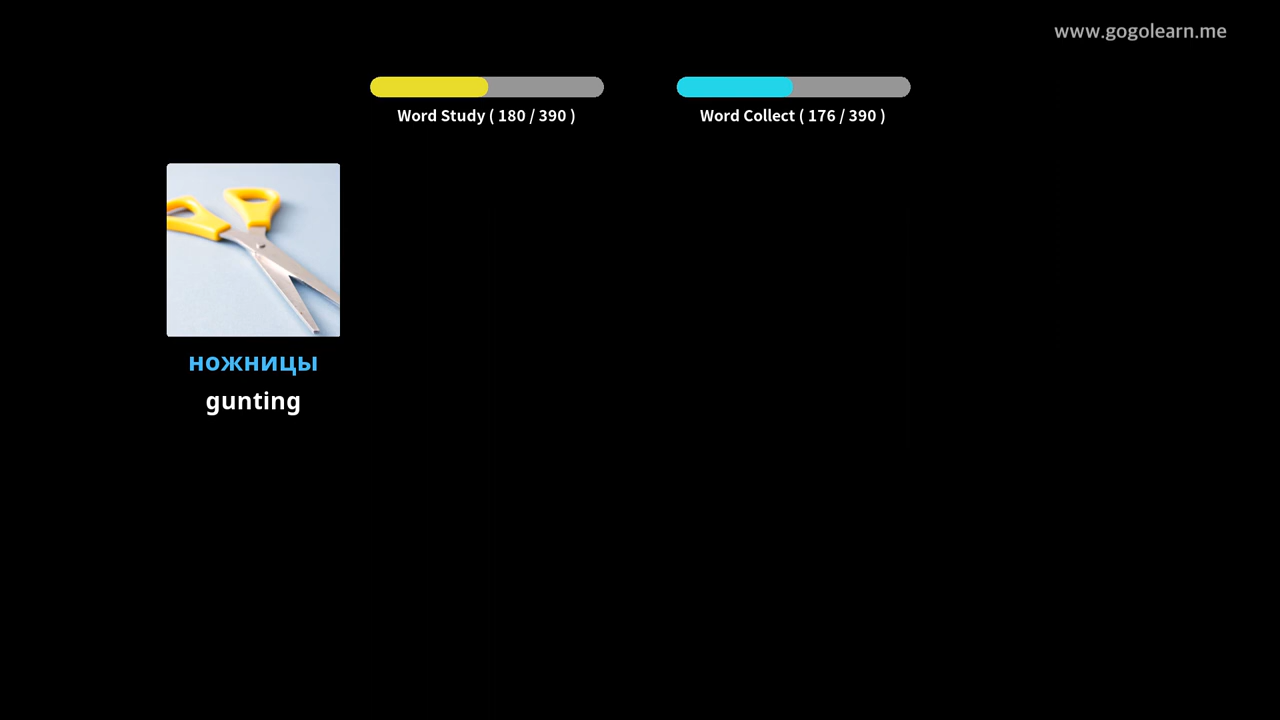 www.gogolearn.me
Word Study ( 180 / 390 )
Word Collect ( 176 / 390 )
ножницы
gunting